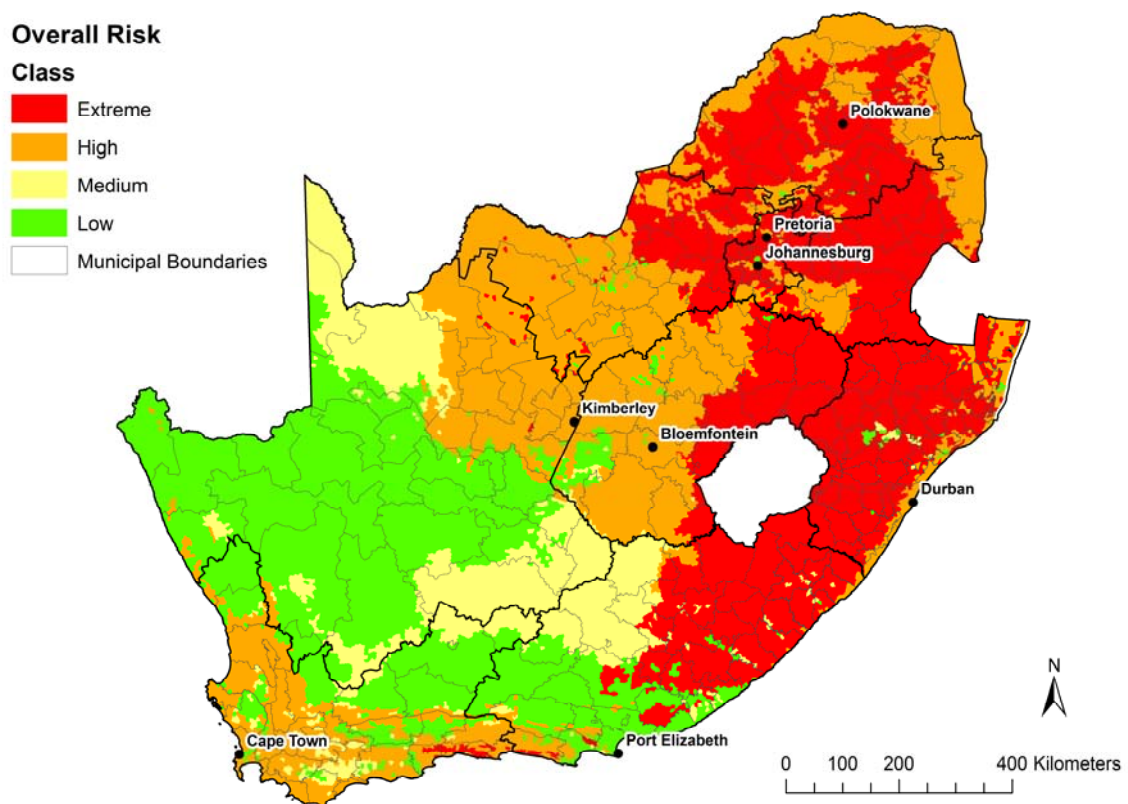 Overall Risk
Class
Extreme
High
Medium
Low
Municipal Boundaries
Polokwane
Pretoria
Johannesburg
Kimberley
Bloemfontein
Durban
Cape Town
Port Elizabeth
N
0 100 200 400 Kilometers